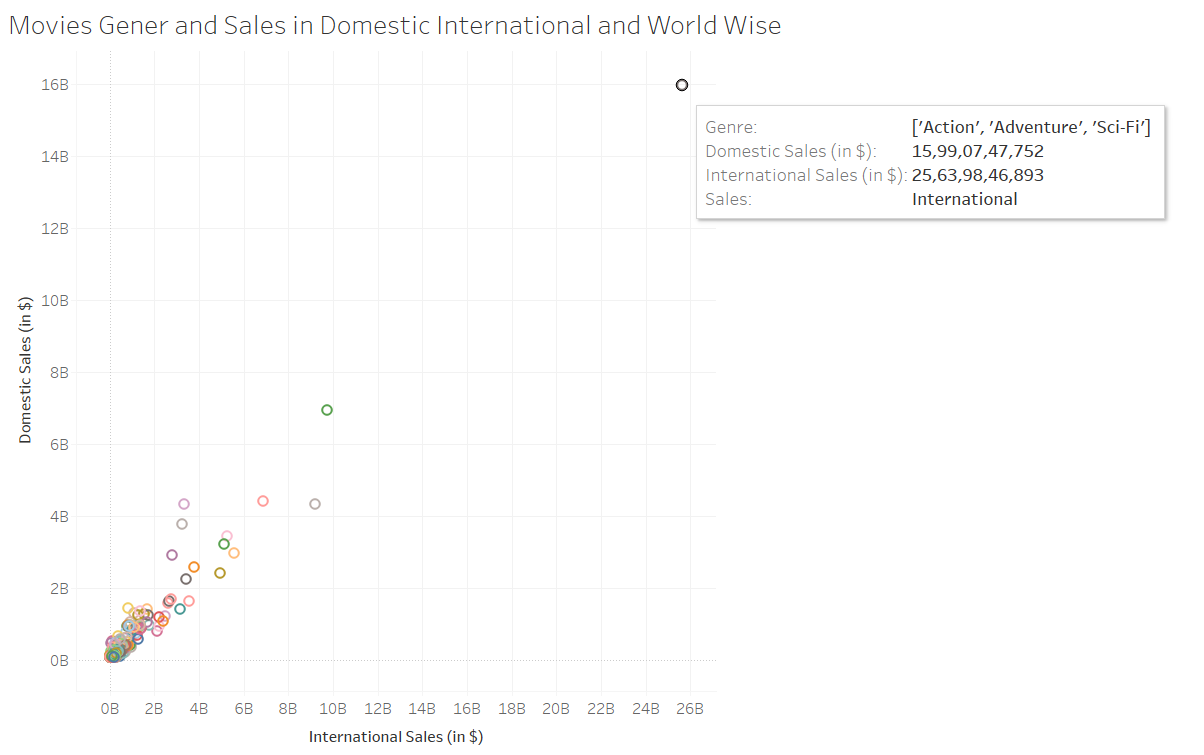 Movies Gener and Sales in Domestic International and World Wise
16B
14B
12B
10B
8B
6B
4B
2B
0B
Domestic Sales (in $)
Genre: ['Action', 'Adventure', 'Sci-Fi']
Domestic Sales (in $): 15,99,07,47,752
International Sales (in $): 25,63,98,46,893
Sales: International
0B 2B 4B 6B 8B 10B 12B 14B 16B 18B 20B 22B 24B 26B
International Sales (in $)